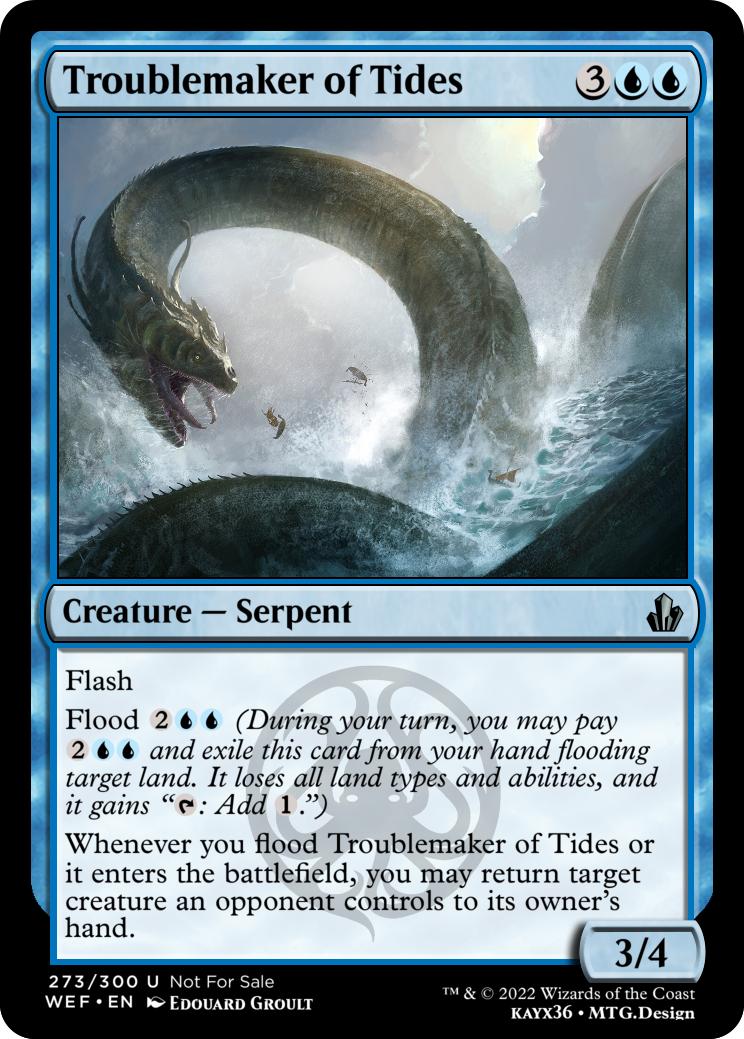 Troublemaker of Tides 3
Creature — Serpent
Flash
Flood 2 (During your turn, you may pay
2 and exile this card from your hand flooding
target land. It loses all land types and abilities, and
it gains “: Add 1.”)
Whenever you flood Troublemaker of Tides or
it enters the battlefield, you may return target
creature an opponent controls to its owner’s
hand.
3/4
273/300 U Not For Sale
WEF • EN Edouard Groult
™ & © 2022 Wizards of the Coast
KAYX36 • MTG.Design